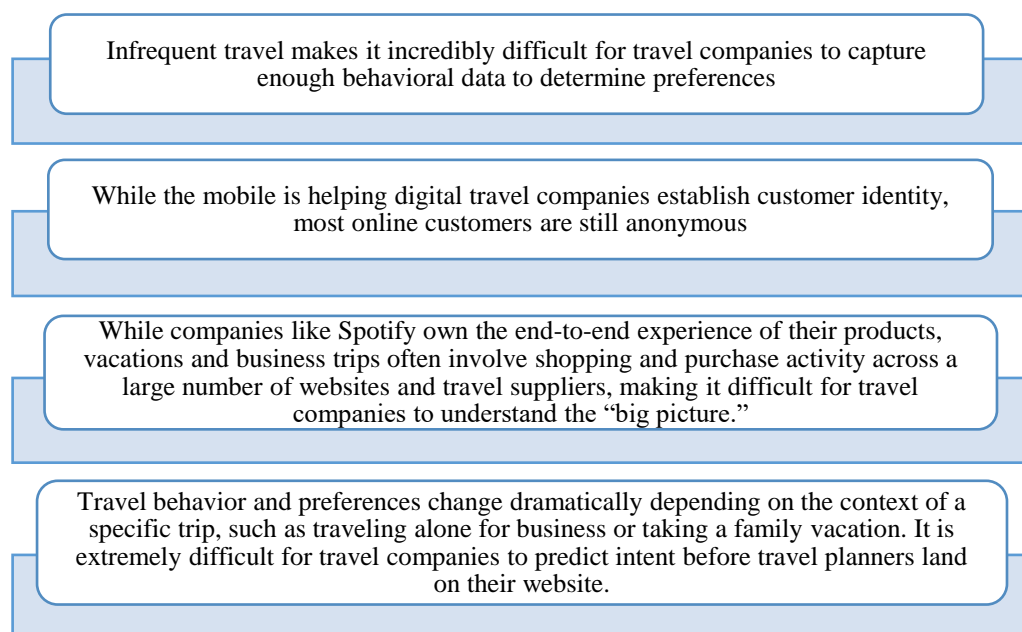 Infrequent travel makes it incredibly difficult for travel companies to capture
enough behavioral data to determine preferences
While the mobile is helping digital travel companies establish customer identity,
most online customers are still anonymous
While companies like Spotify own the end-to-end experience of their products,
vacations and business trips often involve shopping and purchase activity across a
large number of websites and travel suppliers, making it difficult for travel
companies to understand the “big picture.”
Travel behavior and preferences change dramatically depending on the context of a
specific trip, such as traveling alone for business or taking a family vacation. It is
extremely difficult for travel companies to predict intent before travel planners land
on their website.